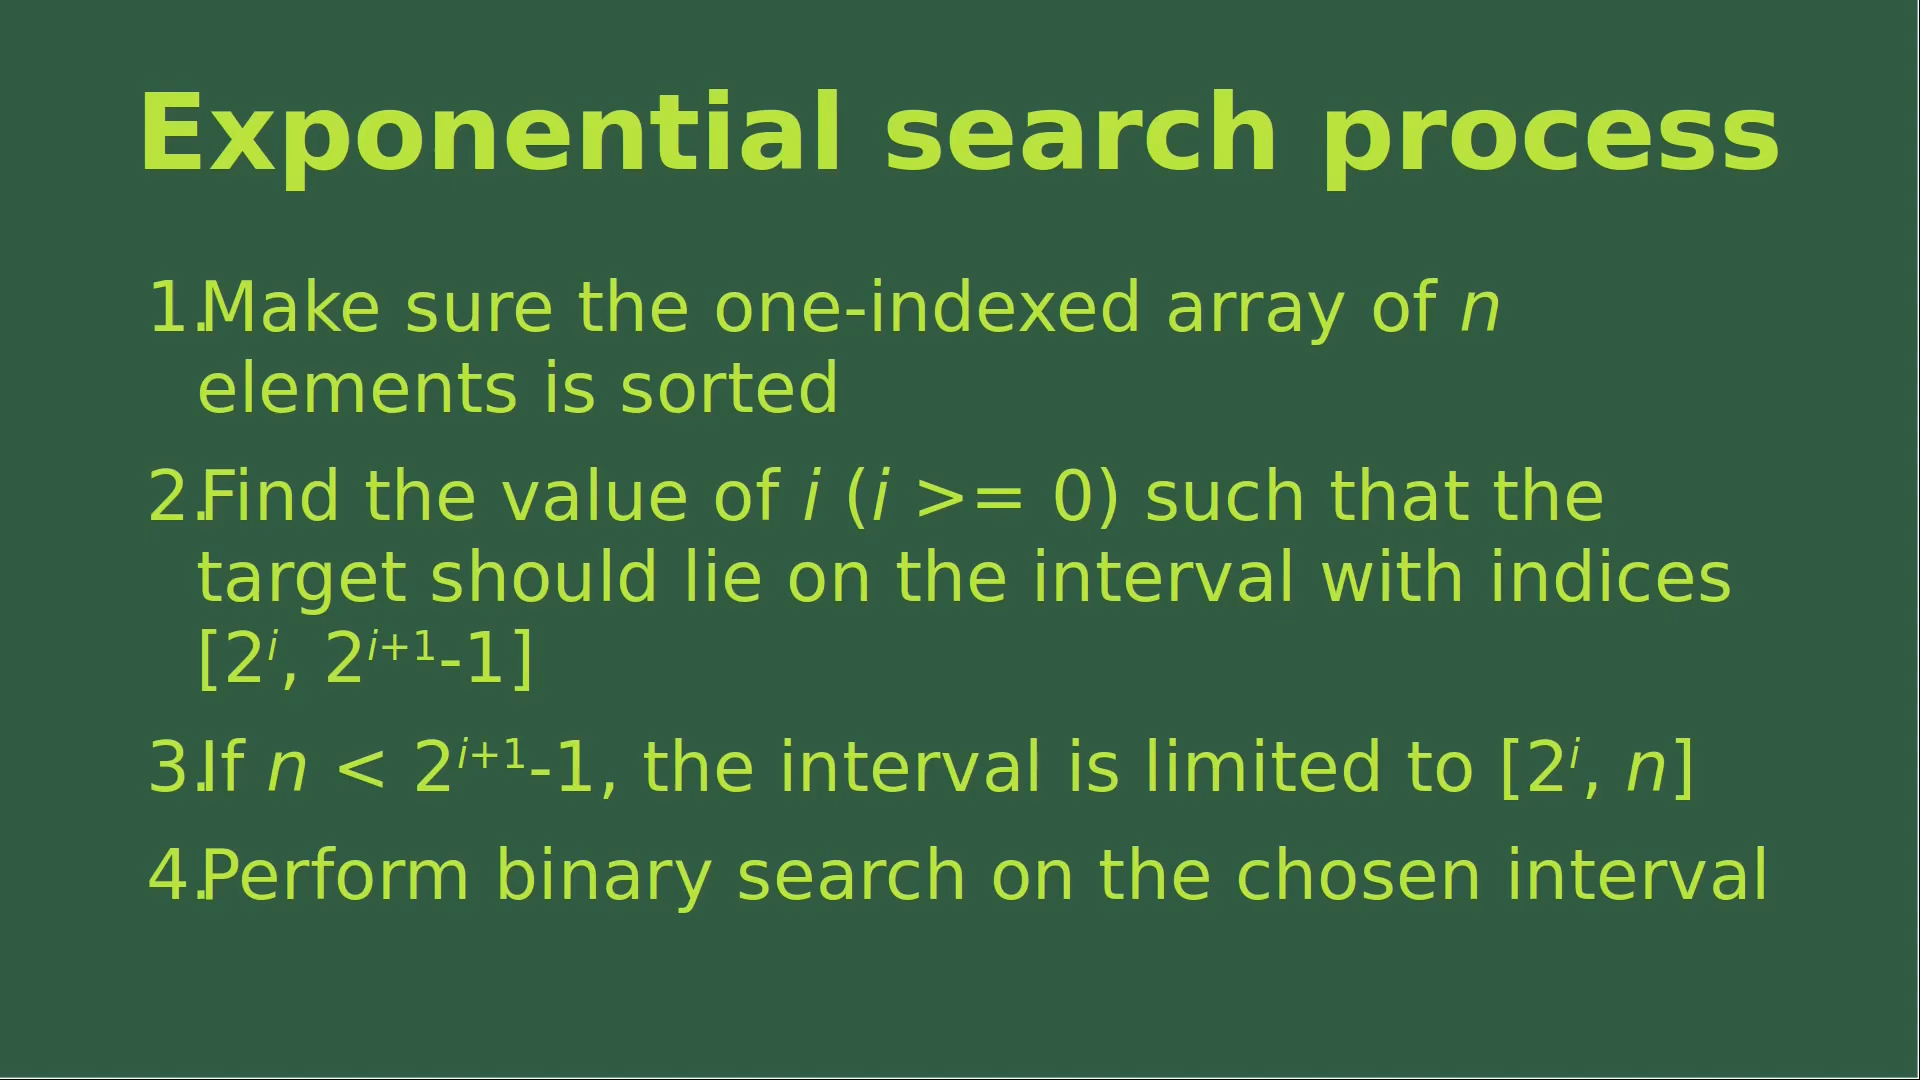 Exponential search process
1.Make sure the one-indexed array of n
elements is sorted
2.Find the value of i (i >= 0) such that the
target should lie on the interval with indices
[2ⁱ, 2ⁱ⁺¹-1]
3.If n < 2ⁱ⁺¹-1, the interval is limited to [2ⁱ, n]
4.Perform binary search on the chosen interval